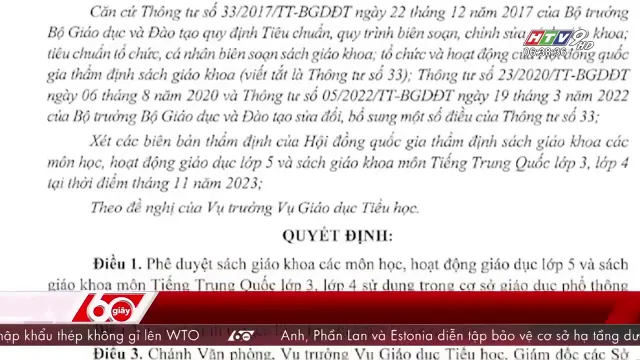 Căn cứ Thông tư số 33/2017/TT-BGDĐT ngày 22 tháng 12 năm 2017 của Bộ trưởng
Bộ Giáo dục và Đào tạo quy định Tiêu chuẩn, quy trình biên soạn, chỉnh sửa khoa;
tiêu chuẩn tổ chức, cá nhân biên soạn sách giáo khoa; tổ chức và hoạt động của Hội đồng quốc
gia thẩm định sách giáo khoa (viết tắt là Thông tư số 33); Thông tư số 23/2020/TT-BGDĐT
ngày 06 tháng 8 năm 2020 và Thông tư số 05/2022/TT-BGDĐT ngày 19 tháng 3 năm 2022
của Bộ trưởng Bộ Giáo dục và Đào tạo sửa đổi, bổ sung một số điều của Thông tư số 33;
Xét các biên bản thẩm định của Hội đồng quốc gia thẩm định sách giáo khoa các
môn học, hoạt động giáo dục lớp 5 và sách giáo khoa môn Tiếng Trung Quốc lớp 3, lớp 4
tại thời điểm tháng 11 năm 2023;
Theo đề nghị của Vụ trưởng Vụ Giáo dục Tiểu học.
QUYẾT ĐỊNH:
Điều 1. Phê duyệt sách giáo khoa các môn học, hoạt động giáo dục lớp 5 và sách
giáo khoa môn Tiếng Trung Quốc lớp 3, lớp 4 sử dụng trong cơ sở giáo dục phổ thông
HTV9 HD
60 giây
nhập khẩu thép không gỉ lên WTO 60 giây Anh, Phần Lan và Estonia diễn tập bảo vệ cơ sở hạ tầng dư
Điều 3. Chánh Văn phòng, Vụ trưởng Vụ Giáo dục Tiểu học, Giám đốc các Sở